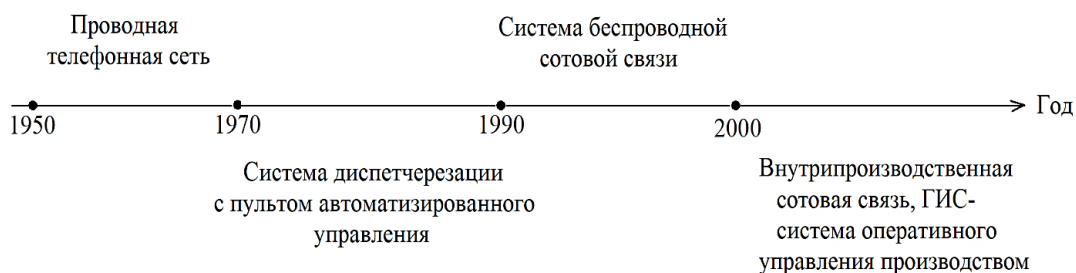 Проводная
телефонная сеть
Система беспроводной
сотовой связи
Год
1950
1970
1990
2000
Система диспетчерезации
с пультом автоматизированного
управления
Внутрипроизводственная
сотовая связь, ГИС-
система оперативного
управления производством